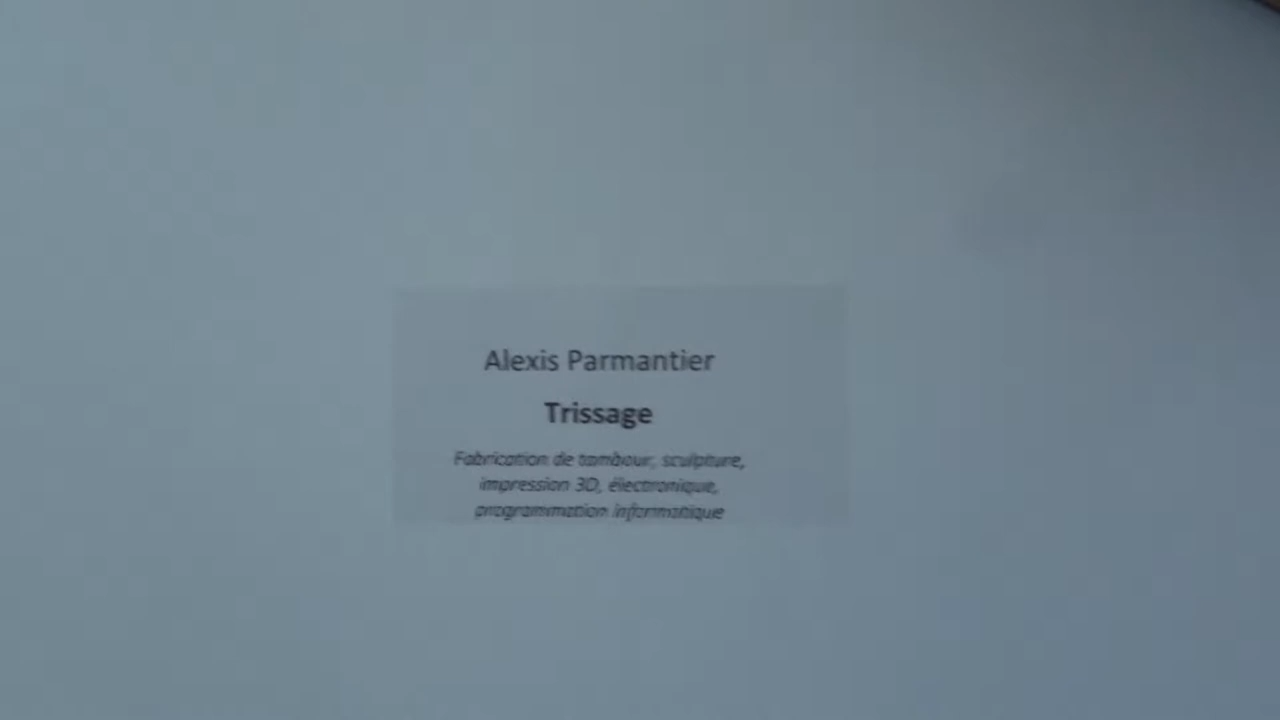 Alexis Parmantier
Trissage
Fabrication de tambour, sculpture,
impression 3D, électronique,
programmation informatique